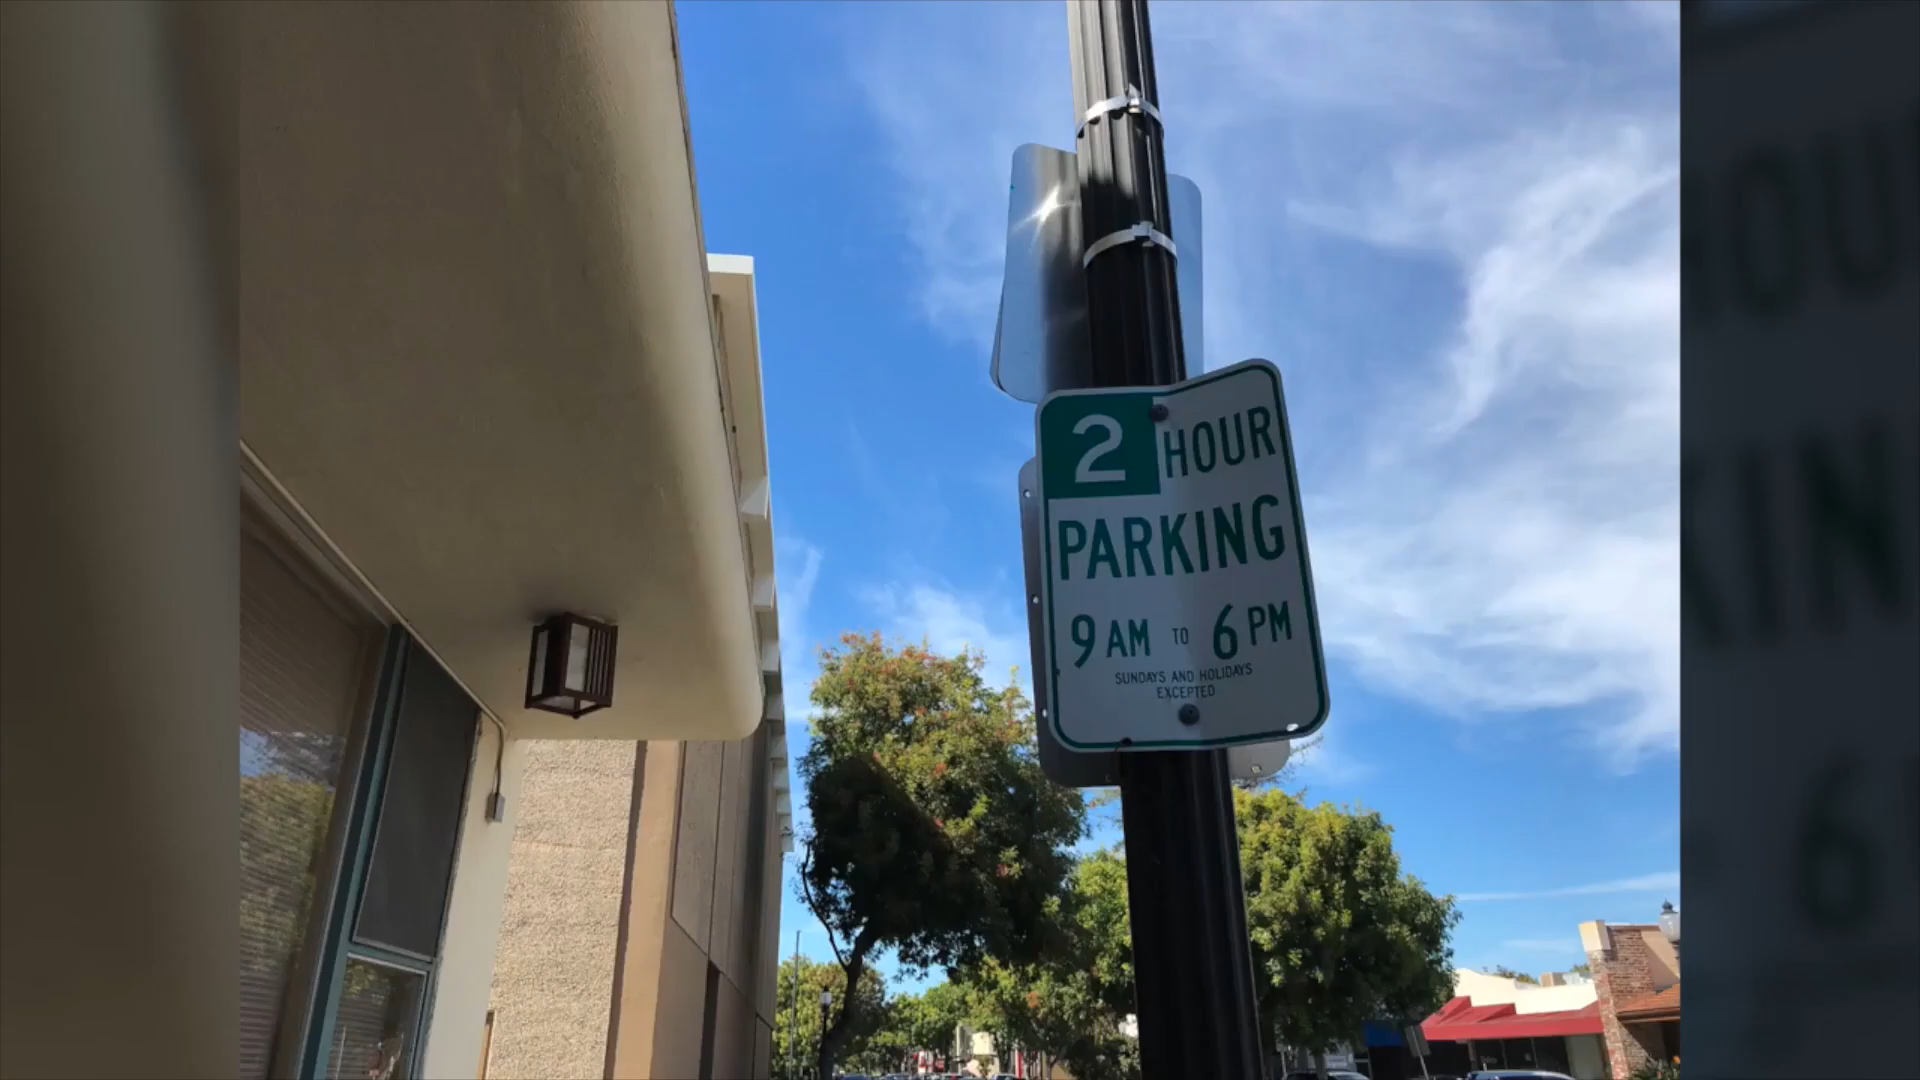 2 HOUR
PARKING
9 AM TO 6 PM
SUNDAYS AND HOLIDAYS
EXCEPTED